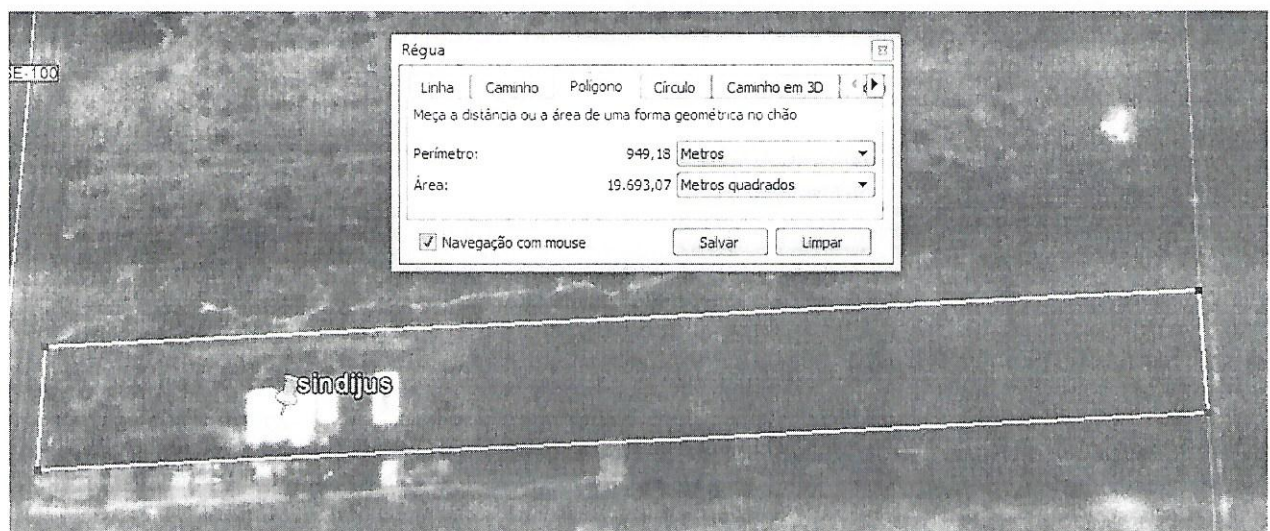 Régua
SE-100
Linha Caminho Polígono Círculo Caminho em 3D
Meça a distância ou a área de uma forma geométrica no chão
Perímetro: 949,18 Metros
Área: 19.693,07 Metros quadrados
Navegação com mouse Salvar Limpar
sindijus